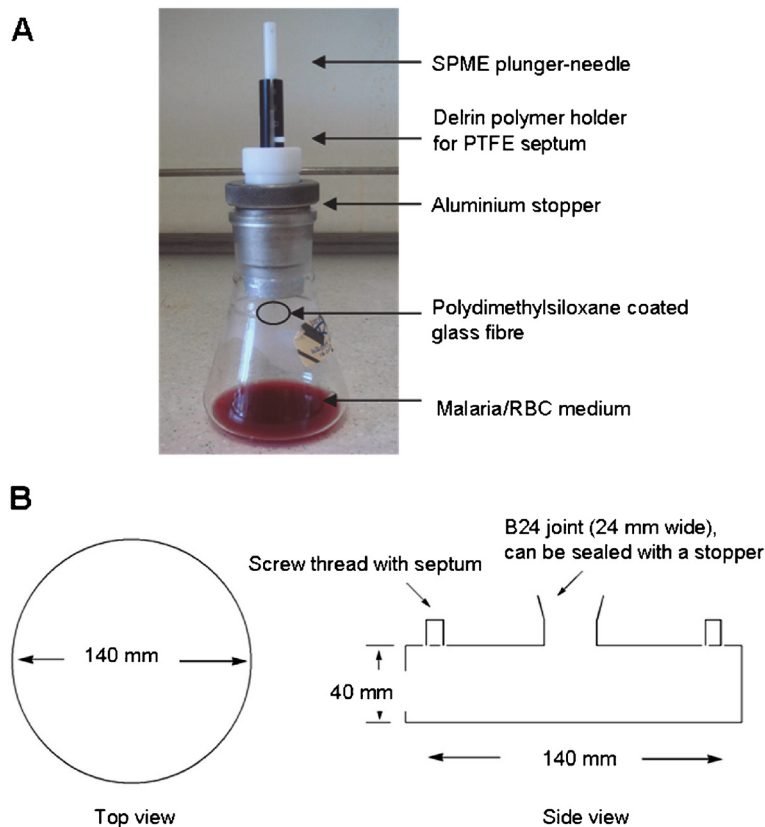 A
SPME plunger-needle
Delrin polymer holder
for PTFE septum
Aluminium stopper
Polydimethylsiloxane coated
glass fibre
Malaria/RBC medium
B
140 mm
Top view
Screw thread with septum
B24 joint (24 mm wide),
can be sealed with a stopper
40 mm
140 mm
Side view